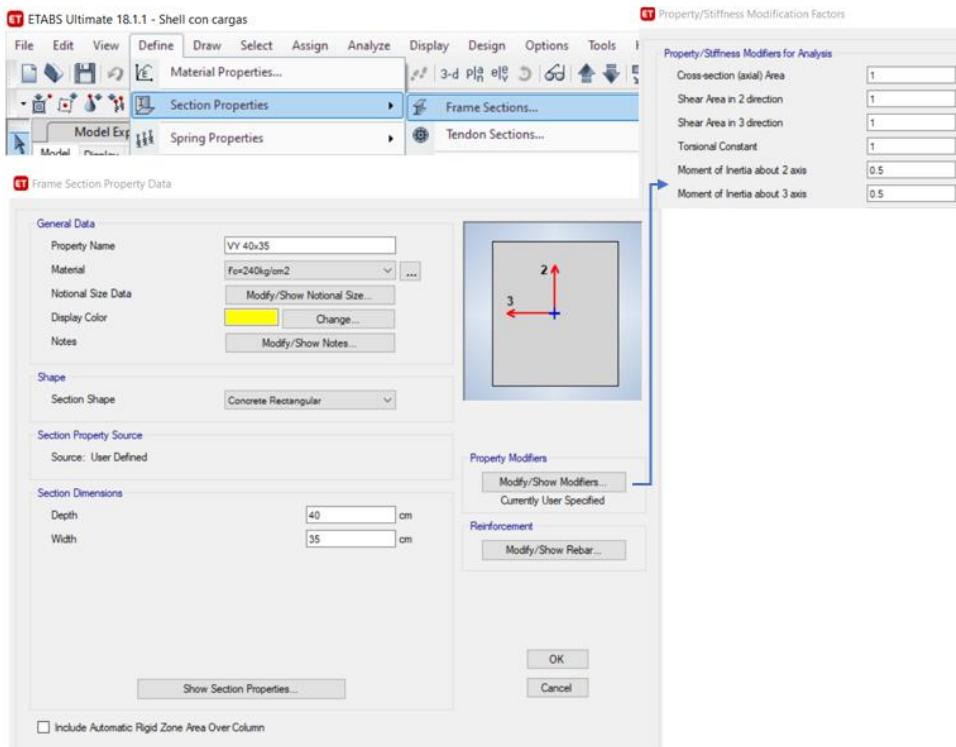 ET ETABS Ultimate 18.1.1 - Shell con cargas
File Edit View Define Draw Select Assign Analyze Display Design Options Tools
Material Properties...
3-d
Section Properties
Frame Sections...
Model Exp
Spring Properties
Tendon Sections...
Model Display
ET Property/Stiffness Modification Factors
Property/Stiffness Modifiers for Analysis
Cross-section (axial) Area 1
Shear Area in 2 direction 1
Shear Area in 3 direction 1
Torsional Constant 1
Moment of Inertia about 2 axis 0.5
Moment of Inertia about 3 axis 0.5
ET Frame Section Property Data
General Data
Property Name VY 40x35
Material f'c=240kg/cm2 ...
Notional Size Data Modify/Show Notional Size...
Display Color Change...
Notes Modify/Show Notes...
2
3
Shape
Section Shape Concrete Rectangular
Section Property Source
Source: User Defined
Property Modifiers
Modify/Show Modifiers...
Currently User Specified
Section Dimensions
Depth 40 cm
Width 35 cm
Reinforcement
Modify/Show Rebar...
OK
Show Section Properties...
Cancel
Include Automatic Rigid Zone Area Over Column